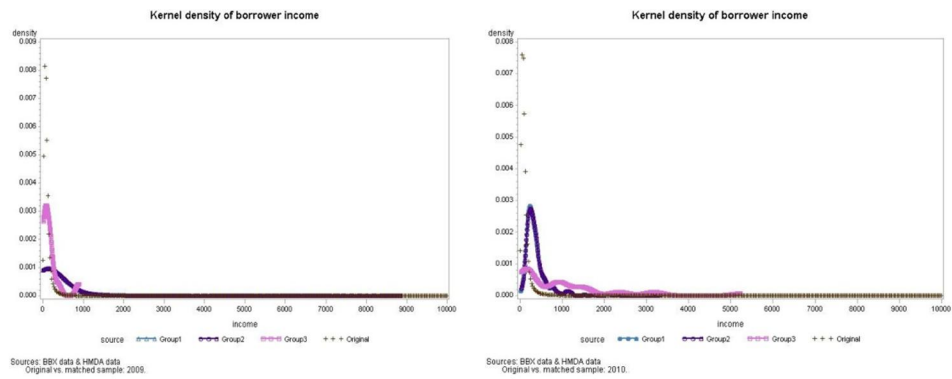 Kernel density of borrower income
density
0.009
0.008
0.007
0.006
0.005
0.004
0.003
0.002
0.001
0.000
0 1000 2000 3000 4000 5000 6000 7000 8000 9000 10000
income
source Group1 Group2 Group3 Original
Sources: BBX data & HMDA data
Original vs. matched sample: 2009.
Kernel density of borrower income
density
0.008
0.007
0.006
0.005
0.004
0.003
0.002
0.001
0.000
0 1000 2000 3000 4000 5000 6000 7000 8000 9000 10000
income
source Group1 Group2 Group3 Original
Sources: BBX data & HMDA data
Original vs. matched sample: 2010.